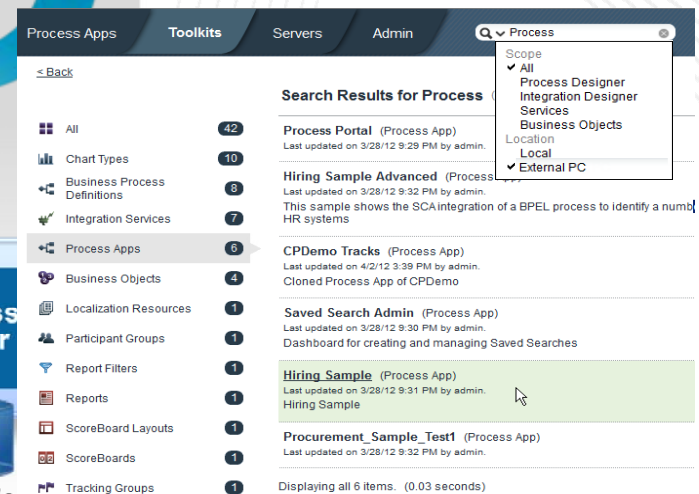 Process Apps
Toolkits
Servers
Admin
Process
Scope
All
Process Designer
Integration Designer
Services
Business Objects
Location
Local
External PC
< Back
All 42
Chart Types 10
Business Process
Definitions 8
Integration Services 7
Process Apps 6
Business Objects 4
Localization Resources 1
Participant Groups 1
Report Filters 1
Reports 1
ScoreBoard Layouts 1
ScoreBoards 1
Tracking Groups 1
Search Results for Process
Process Portal (Process App)
Last updated on 3/28/12 9:29 PM by admin.
Hiring Sample Advanced (Process
Last updated on 3/28/12 9:32 PM by admin.
This sample shows the SCA integration of a BPEL process to identify a numb
HR systems
CPDemo Tracks (Process App)
Last updated on 4/2/12 3:39 PM by admin.
Cloned Process App of CPDemo
Saved Search Admin (Process App)
Last updated on 3/28/12 9:30 PM by admin.
Dashboard for creating and managing Saved Searches
Hiring Sample (Process App)
Last updated on 3/28/12 9:31 PM by admin.
Hiring Sample
Procurement_Sample_Test1 (Process App)
Last updated on 3/28/12 9:32 PM by admin.
Displaying all 6 items. (0.03 seconds)